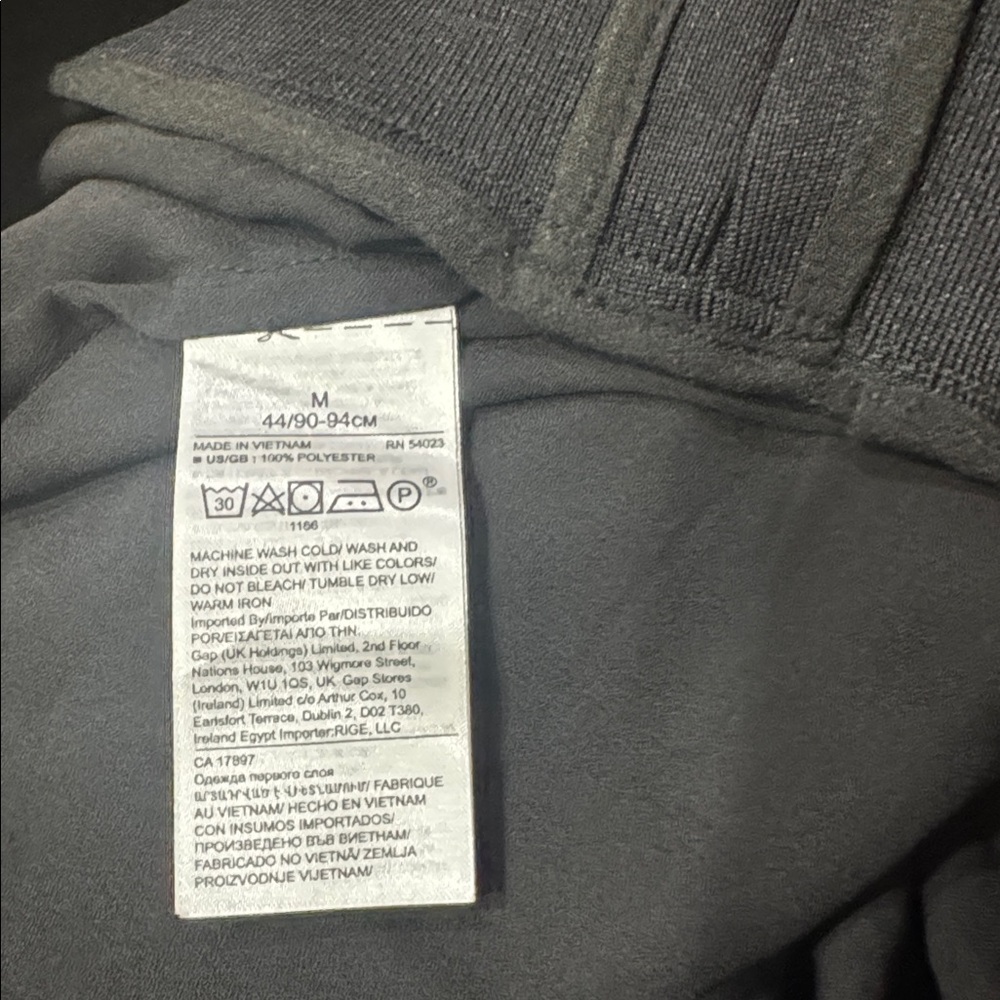 M
44/90-94CM
MADE IN VIETNAM RN 54023
US/GB 100% POLYESTER
30 P ®
1166
MACHINE WASH COLD/ WASH AND
DRY INSIDE OUT WITH LIKE COLORS/
DO NOT BLEACH/ TUMBLE DRY LOW/
WARM IRON
Imported By/importe Par/DISTRIBUIDO
POR/ΕΙΣΑΓΕΤΑΙ ΑΠΟ ΤΗΝ.
Gap (UK Holdings) Limited, 2nd Floor
Nations House, 103 Wigmore Street,
London, W1U 1QS, UK Gap Stores
(Ireland) Limited c/o Arthur Cox, 10
Earlsfort Terrace, Dublin 2, D02 T380,
Ireland Egypt Importer:RIGE, LLC
CA 17897
Одежда первого слоя
FABRIQUE
AU VIETNAM/ HECHO EN VIETNAM
CON INSUMOS IMPORTADOS/
ПРОИЗВЕДЕНО ВЪВ ВИЕТНАМ/
FABRICADO NO VIETNÃ/ ZEMLJA
PROIZVODNJE VIJETNAM/